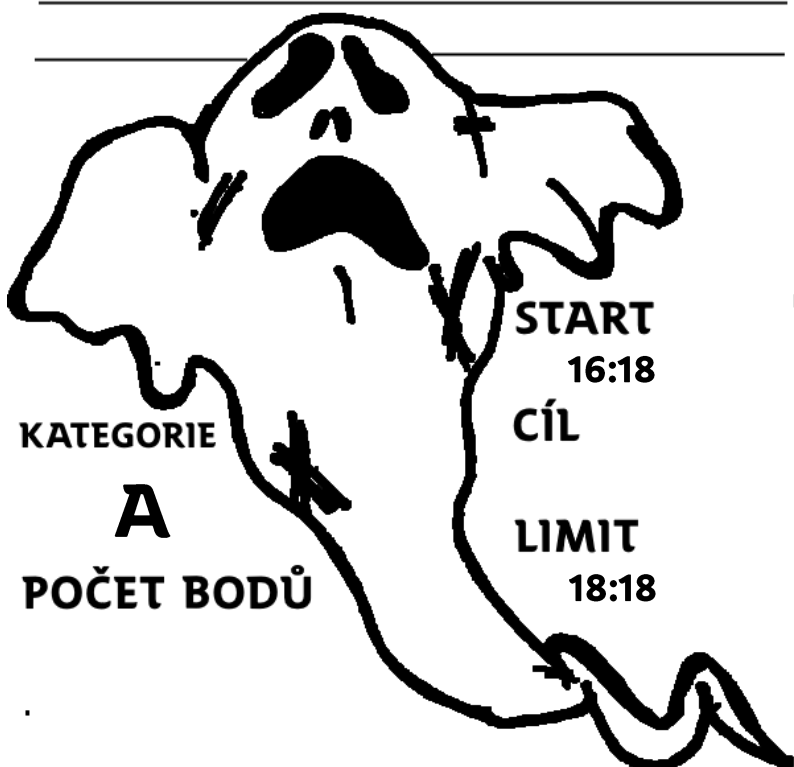 START
16:18
CÍL
KATEGORIE
A
LIMIT
18:18
POČET BODŮ